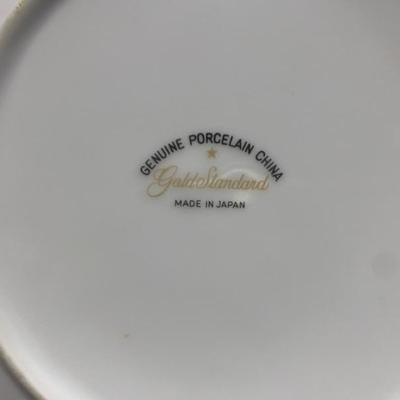 GENUINE PORCELAIN CHINA
Gold Standard
MADE IN JAPAN